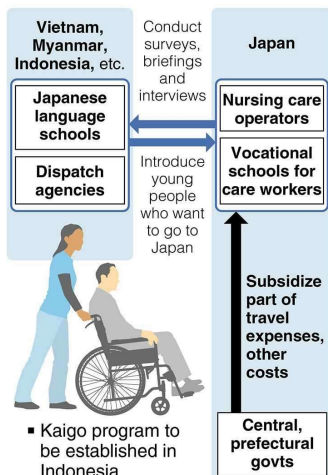 Vietnam,
Myanmar,
Indonesia, etc.
Japanese
language
schools
Dispatch
agencies
Conduct
surveys,
briefings
and
interviews
Introduce
young
people
who want
to go to
Japan
Japan
Nursing care
operators
Vocational
schools for
care workers
Subsidize
part of
travel
expenses,
other
costs
Central,
prefectural
govts
▪ Kaigo program to
be established in
Indonesia